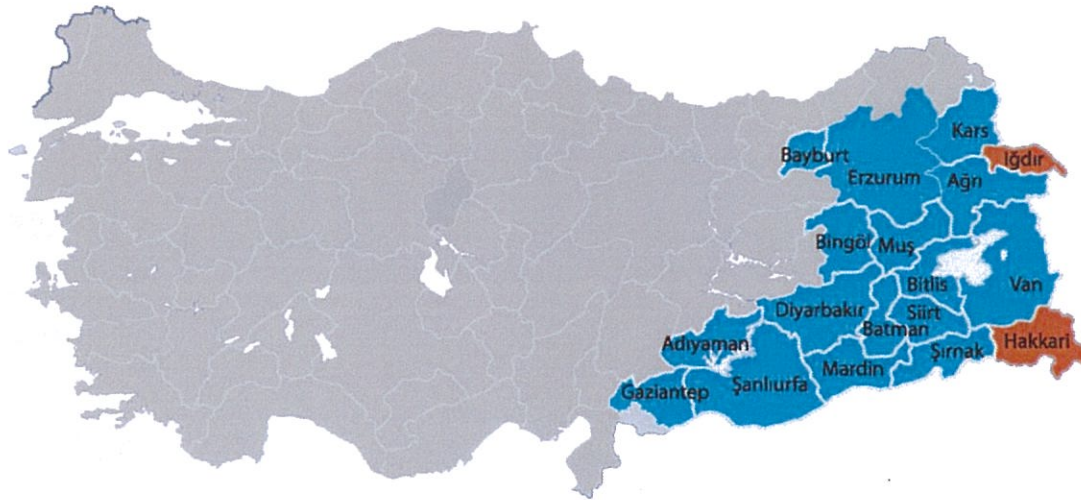 Kars
Iğdır
Bayburt
Erzurum
Ağrı
Bingöl
Muş
Bitlis
Van
Diyarbakır
Siirt
Batman
Hakkari
Adıyaman
Şırnak
Mardin
Şanlıurfa
Gaziantep